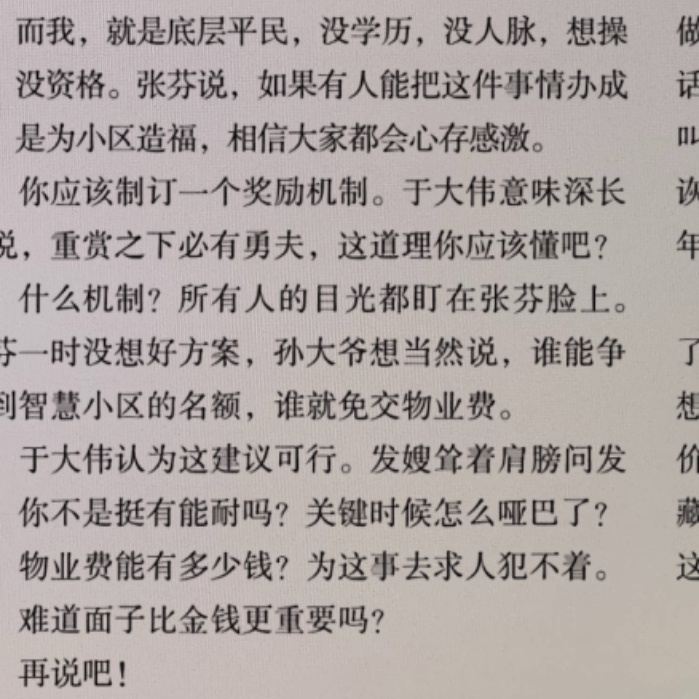 而我，就是底层平民，没学历，没人脉，想操
没资格。张芬说，如果有人能把这件事情办成
是为小区造福，相信大家都会心存感激。
你应该制订一个奖励机制。于大伟意味深长
说，重赏之下必有勇夫，这道理你应该懂吧？
什么机制？所有人的目光都盯在张芬脸上。
芬一时没想好方案，孙大爷想当然说，谁能争
到智慧小区的名额，谁就免交物业费。
于大伟认为这建议可行。发嫂耸着肩膀问发
你不是挺有能耐吗？关键时候怎么哑巴了？
物业费能有多少钱？为这事去求人犯不着。
难道面子比金钱更重要吗？
再说吧！
做
话
叫
诙
年
了
想
价
藏
这